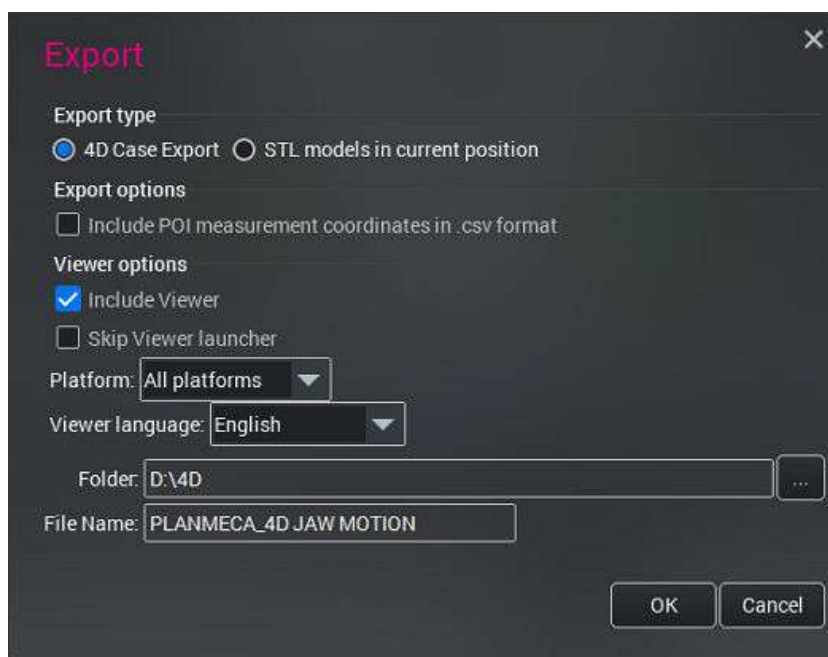 Export
Export type
4D Case Export STL models in current position
Export options
Include POI measurement coordinates in .csv format
Viewer options
Include Viewer
Skip Viewer launcher
Platform: All platforms
Viewer language: English
Folder: D:\4D ...
File Name: PLANMECA_4D JAW MOTION
OK Cancel